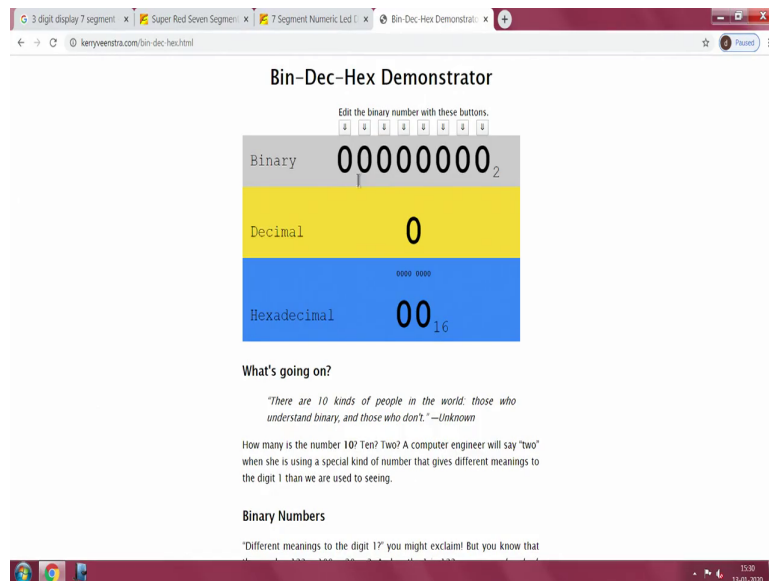 3 digit display 7 segment x Super Red Seven Segment x 7 Segment Numeric Led D x Bin-Dec-Hex Demonstrato x +
kerryveenstra.com/bin-dec-hex.html Paused
Bin-Dec-Hex Demonstrator
Edit the binary number with these buttons.
⇓ ⇓ ⇓ ⇓ ⇓ ⇓ ⇓ ⇓
Binary 00000000 2
Decimal 0
0000 0000
Hexadecimal 00 16
What's going on?
"There are 10 kinds of people in the world: those who
understand binary, and those who don't." —Unknown
How many is the number 10? Ten? Two? A computer engineer will say "two"
when she is using a special kind of number that gives different meanings to
the digit 1 than we are used to seeing.
Binary Numbers
"Different meanings to the digit 1?" you might exclaim! But you know that
15:30
13-01-2020